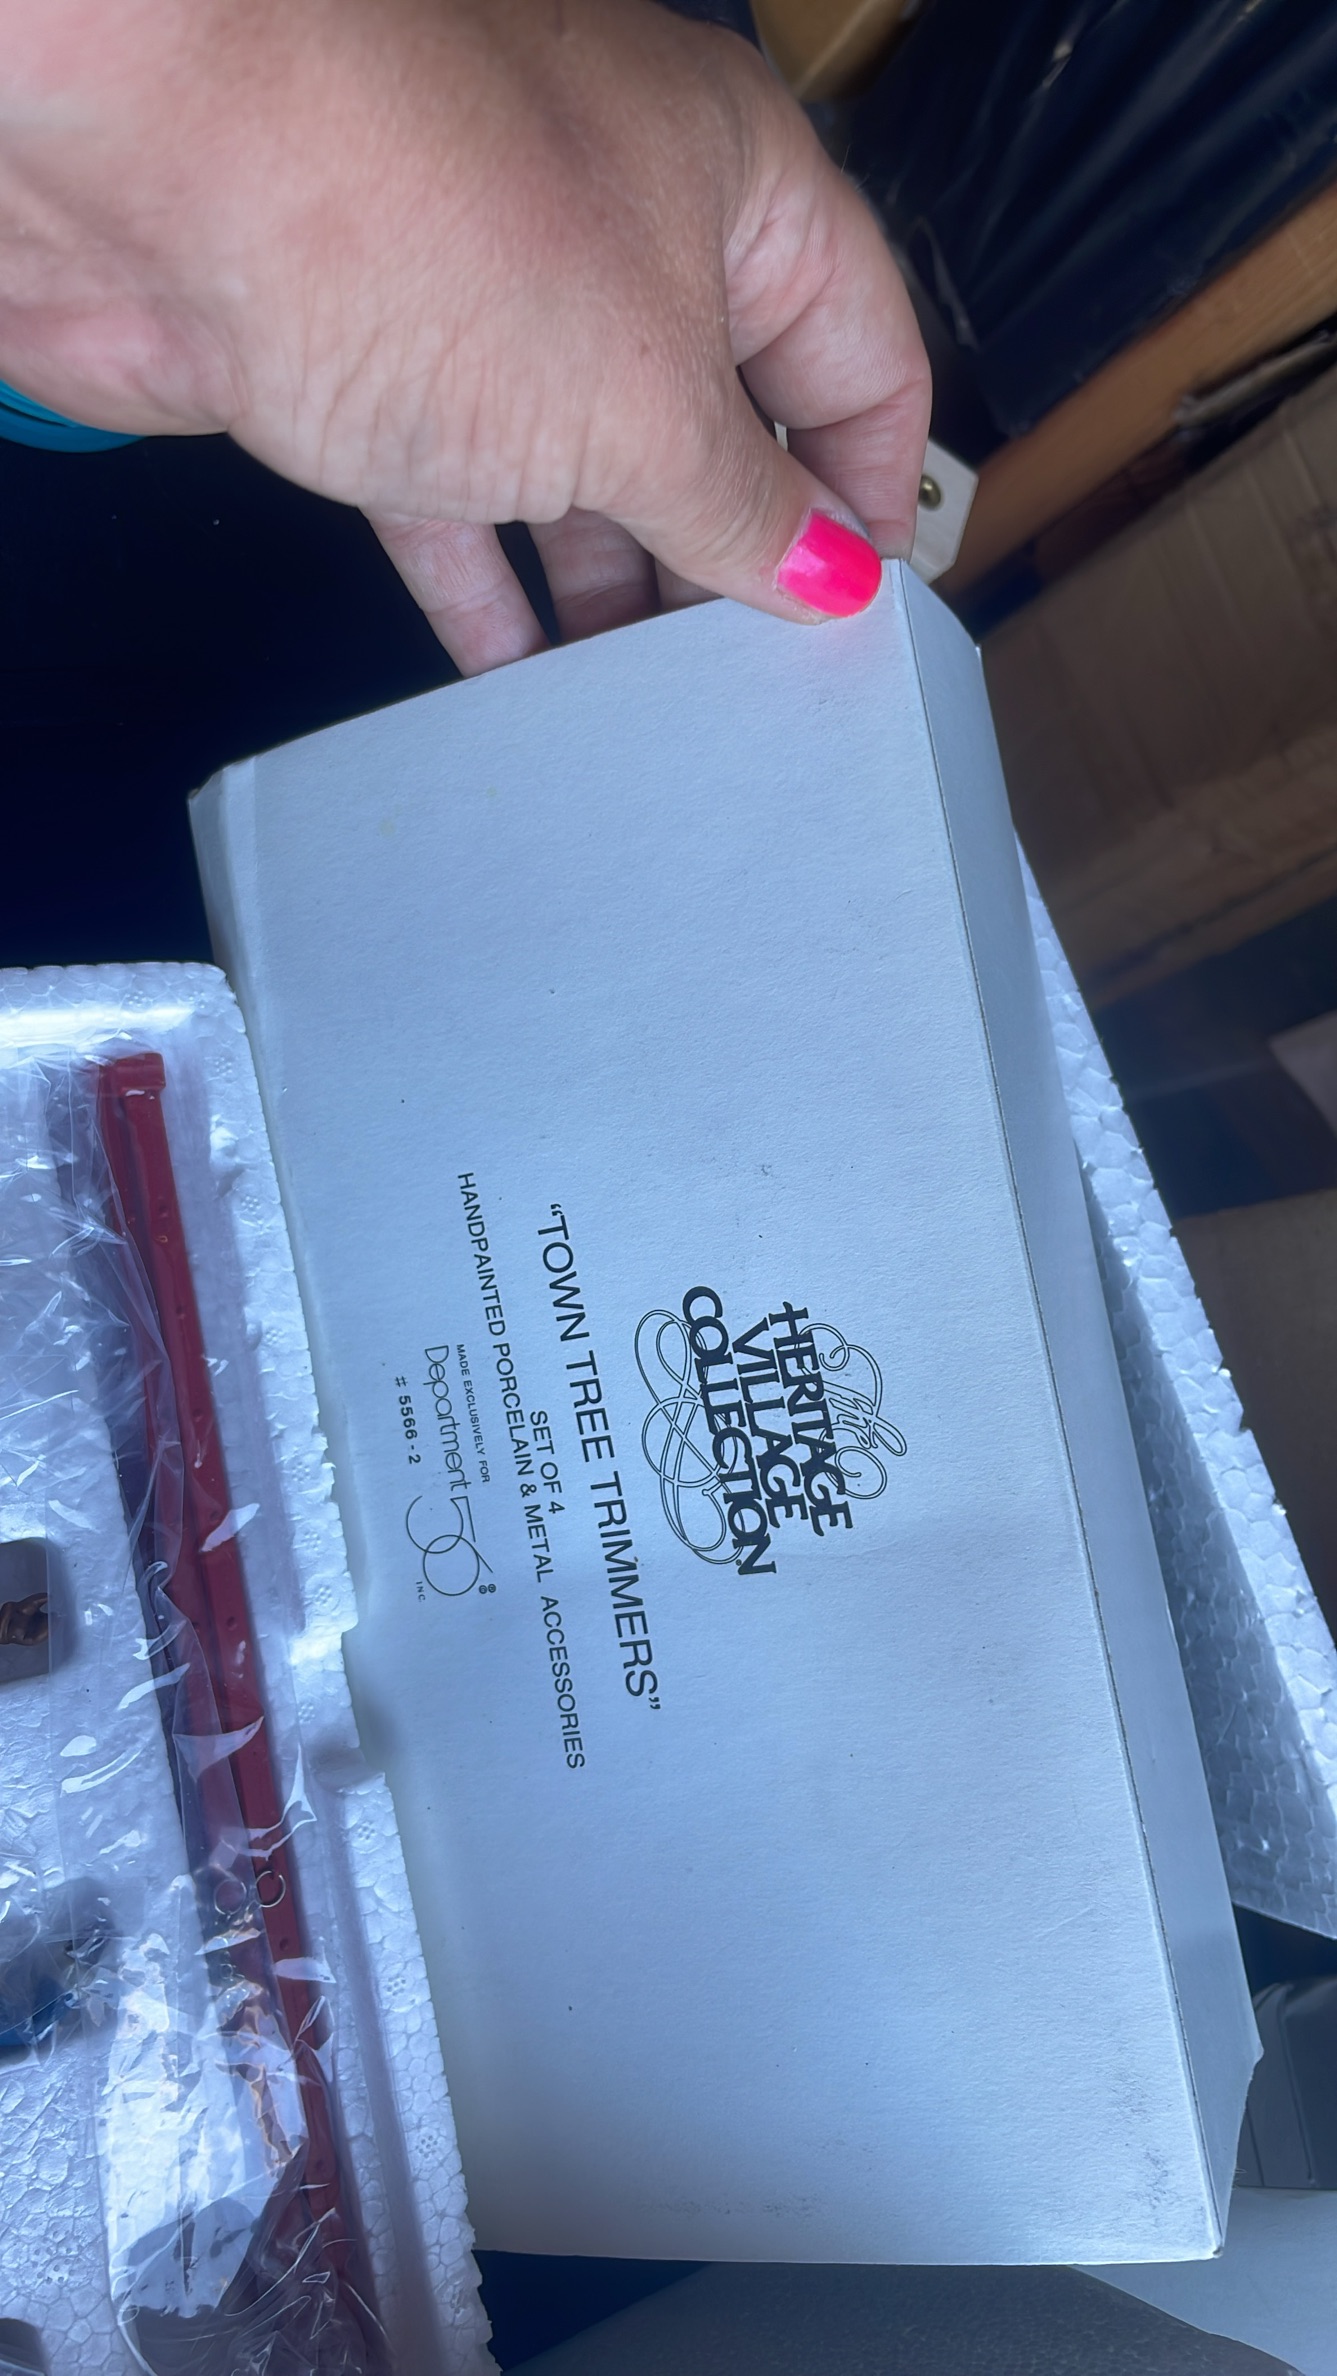 The
HERITAGE
VILLAGE
COLLECTION
“TOWN TREE TRIMMERS”
SET OF 4
HANDPAINTED PORCELAIN & METAL ACCESSORIES
MADE EXCLUSIVELY FOR
Department 56® INC.
# 5566-2